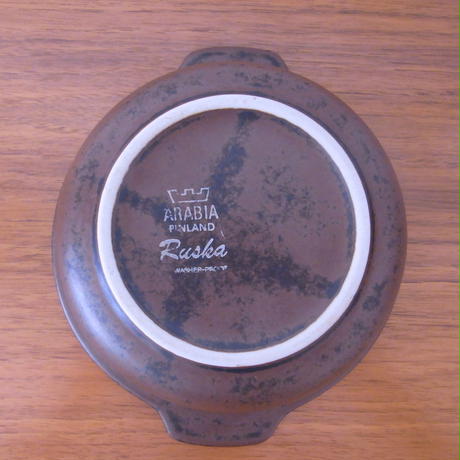 ARABIA
FINLAND
Ruska
WASHER-PROOF